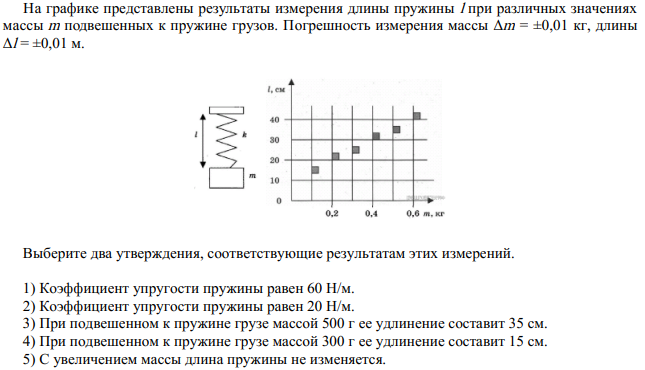 На графике представлены результаты измерения длины пружины l при различных значениях
массы m подвешенных к пружине грузов. Погрешность измерения массы Δm = ±0,01 кг, длины
Δl = ±0,01 м.
l, см
40
30
20
10
0
0,2 0,4 0,6 m, кг
l
k
m
Выберите два утверждения, соответствующие результатам этих измерений.
1) Коэффициент упругости пружины равен 60 Н/м.
2) Коэффициент упругости пружины равен 20 Н/м.
3) При подвешенном к пружине грузе массой 500 г ее удлинение составит 35 см.
4) При подвешенном к пружине грузе массой 300 г ее удлинение составит 15 см.
5) С увеличением массы длина пружины не изменяется.